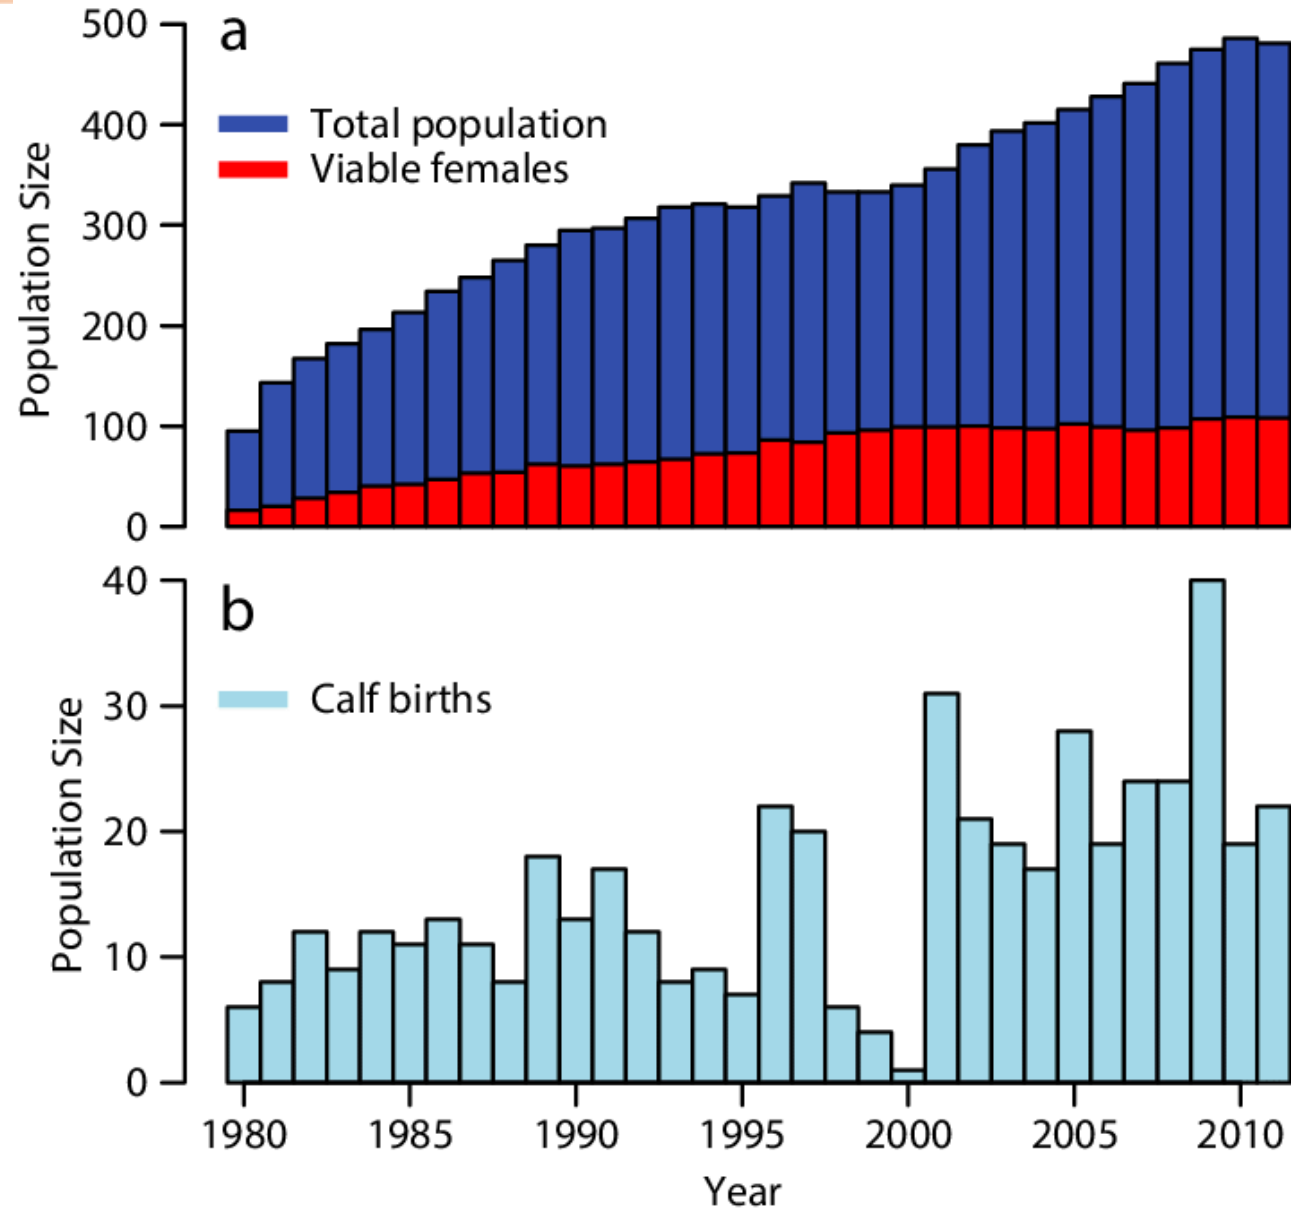 a
500
400
300
200
100
0
Population Size
Total population
Viable females
b
40
30
20
10
0
Population Size
Calf births
1980 1985 1990 1995 2000 2005 2010
Year